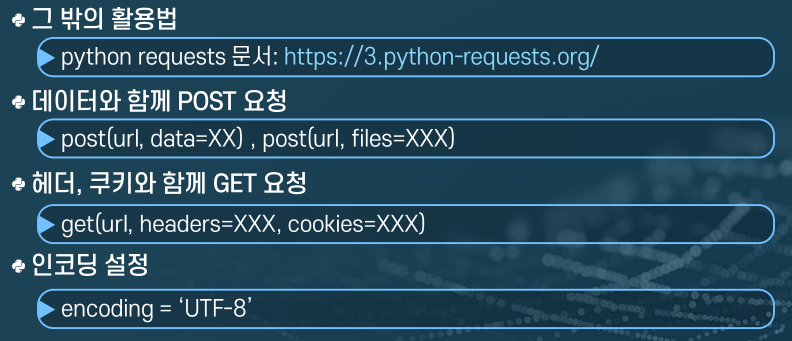 그 밖의 활용법
python requests 문서: https://3.python-requests.org/
데이터와 함께 POST 요청
post(url, data=XX) , post(url, files=XXX)
헤더, 쿠키와 함께 GET 요청
get(url, headers=XXX, cookies=XXX)
인코딩 설정
encoding = ‘UTF-8’